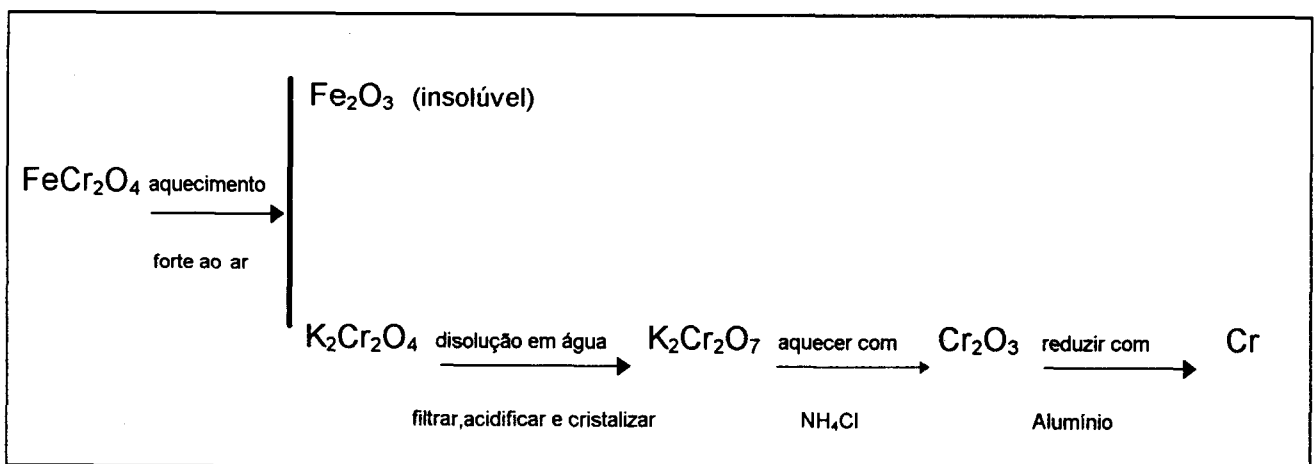 Fe₂O₃ (insolúvel)
FeCr₂O₄ aquecimento
forte ao ar
K₂Cr₂O₄ disolução em água K₂Cr₂O₇ aquecer com Cr₂O₃ reduzir com Cr
filtrar,acidificar e cristalizar NH₄Cl Alumínio